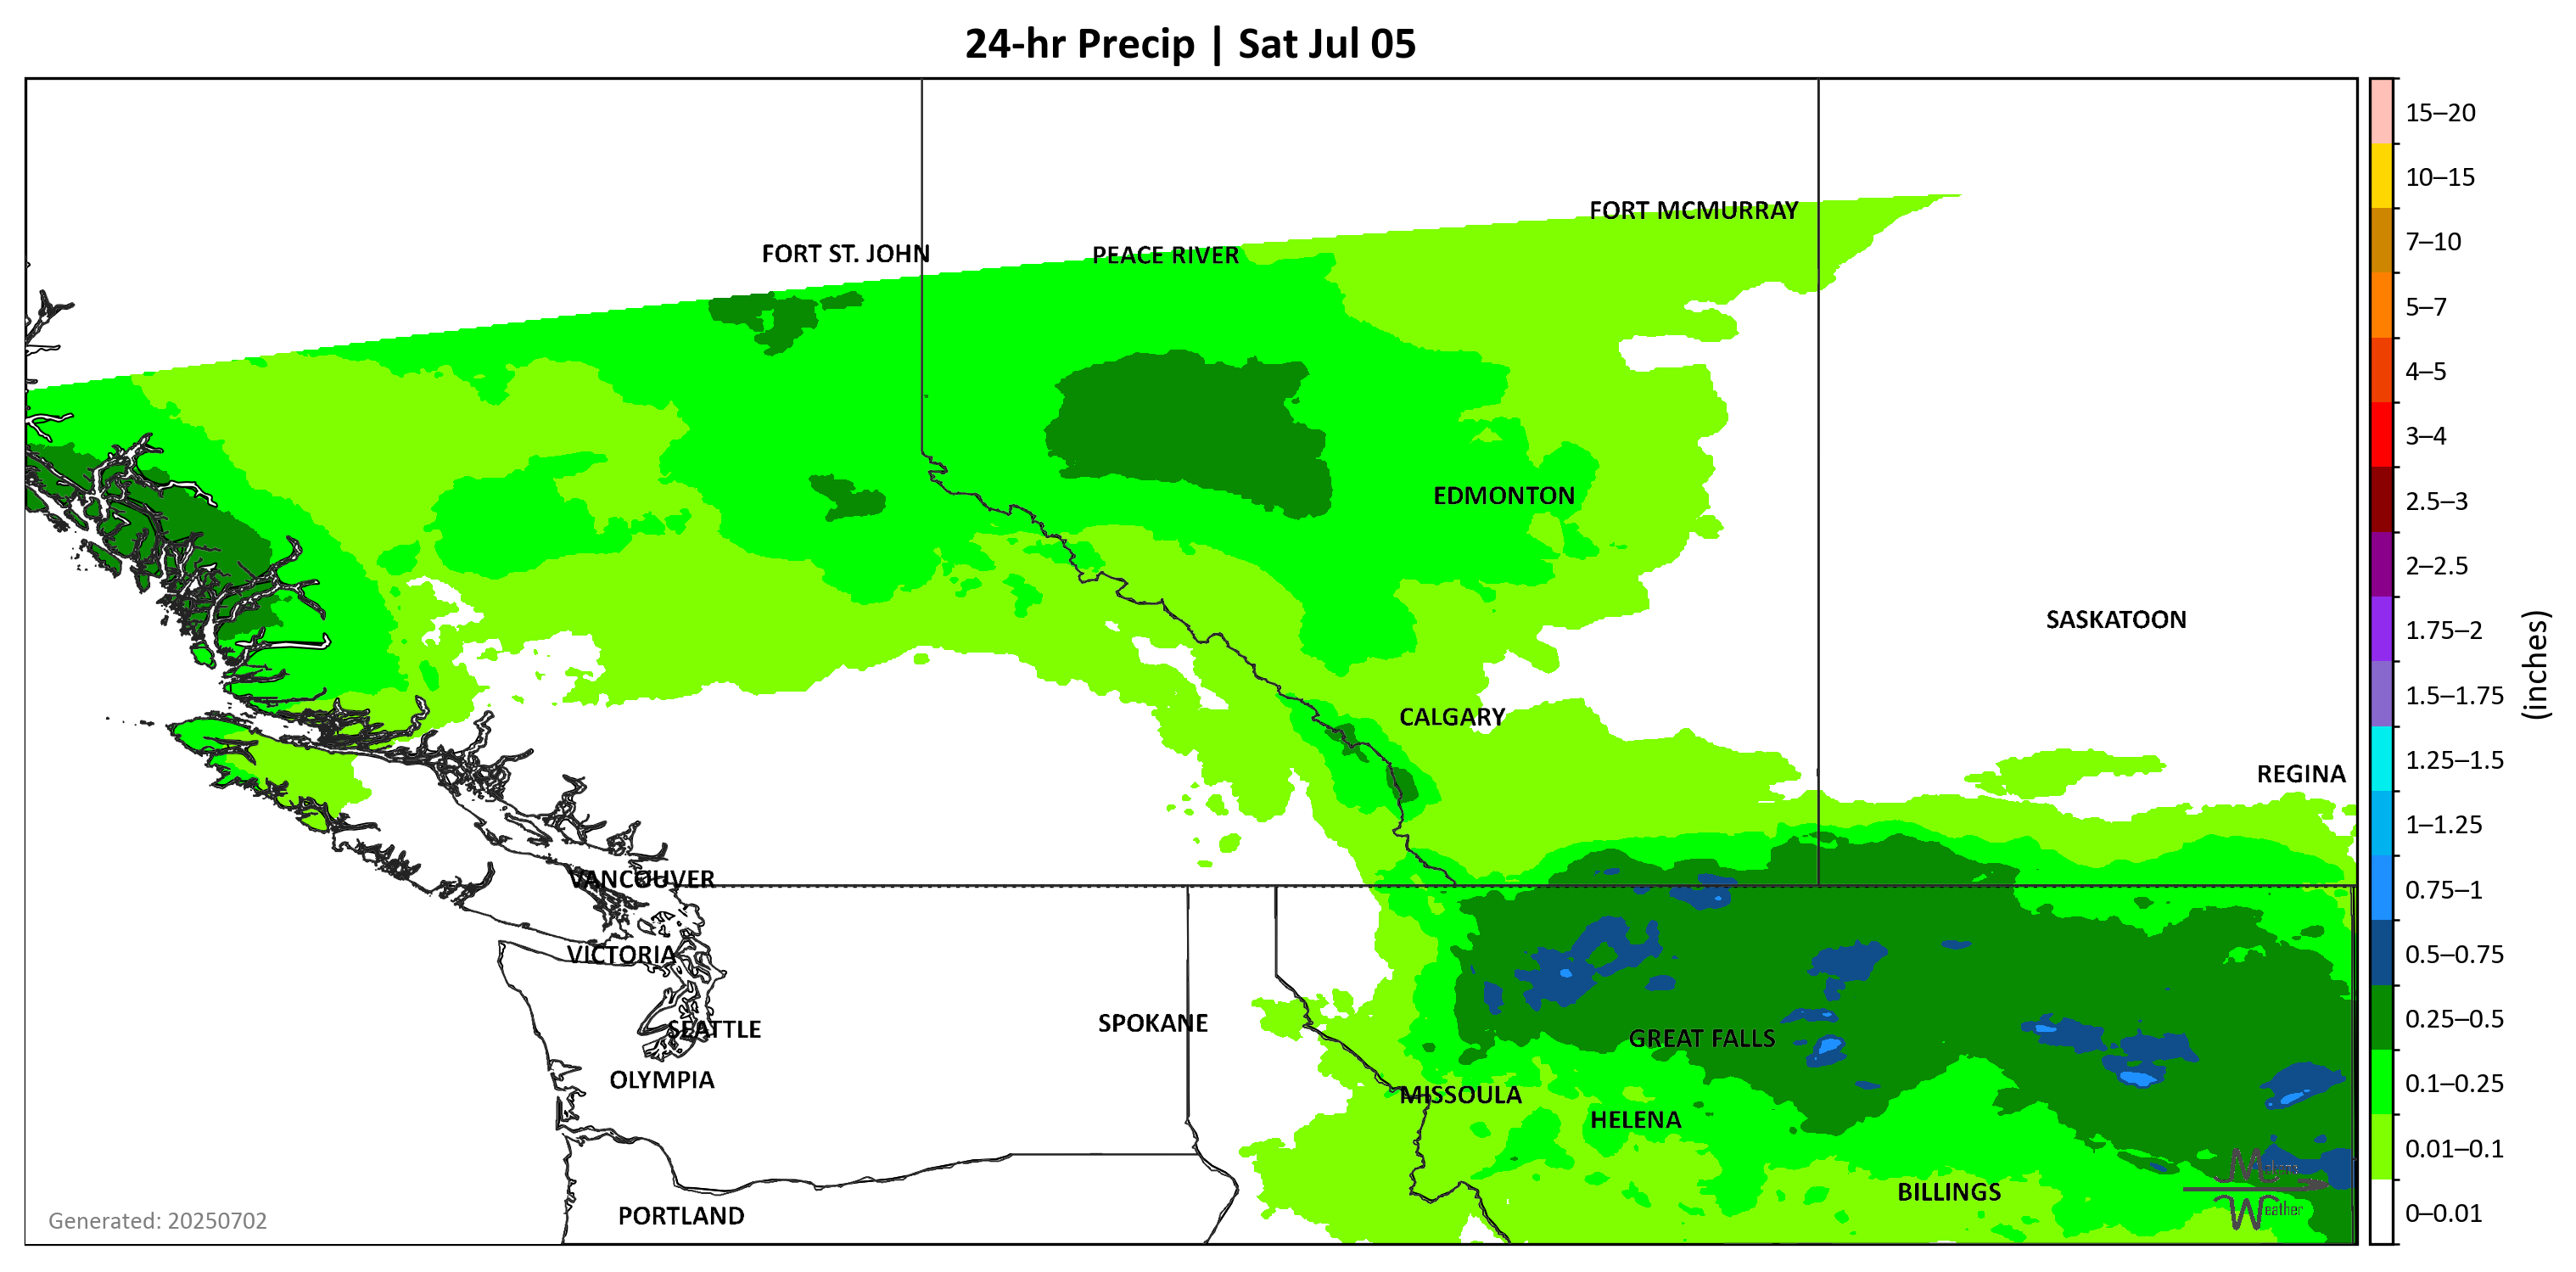 24-hr Precip | Sat Jul 05
FORT MCMURRAY
FORT ST. JOHN
PEACE RIVER
EDMONTON
SASKATOON
CALGARY
REGINA
VANCOUVER
VICTORIA
SPOKANE
SEATTLE
GREAT FALLS
OLYMPIA
MISSOULA
HELENA
BILLINGS
PORTLAND
Generated: 20250702
Weather
15–20
10–15
7–10
5–7
4–5
3–4
2.5–3
2–2.5
1.75–2
1.5–1.75
1.25–1.5
1–1.25
0.75–1
0.5–0.75
0.25–0.5
0.1–0.25
0.01–0.1
0–0.01
(inches)